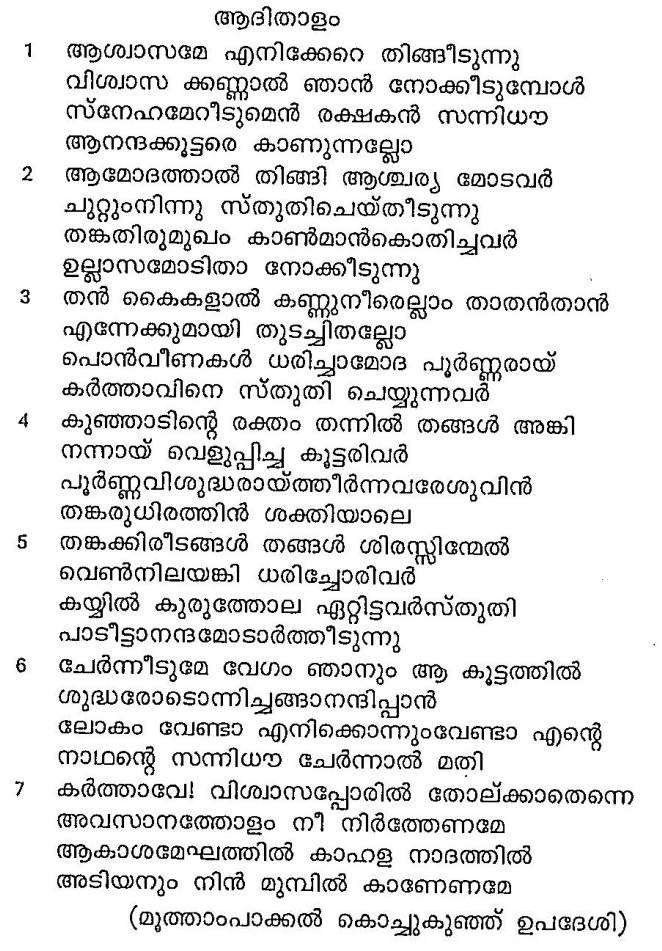 ആദിതാളം
1 ആശ്വാസമേ എനിക്കേറെ തിങ്ങീടുന്നു
വിശ്വാസ ക്കണ്ണാൽ ഞാൻ നോക്കീടുമ്പോൾ
സ്നേഹമേറീടുമെൻ രക്ഷകൻ സന്നിധൗ
ആനന്ദക്കൂട്ടരെ കാണുന്നല്ലോ
2 ആമോദത്താൽ തിങ്ങി ആശ്ചര്യ മോടവർ
ചുറ്റുംനിന്നു സ്തുതിചെയ്തീടുന്നു
തങ്കതിരുമുഖം കാൺമാൻകൊതിച്ചവർ
ഉല്ലാസമോടിതാ നോക്കീടുന്നു
3 തൻ കൈകളാൽ കണ്ണുനീരെല്ലാം താതൻതാൻ
എന്നേക്കുമായി തുടച്ചിതല്ലോ
പൊൻവീണകൾ ധരിച്ചാമോദ പൂർണ്ണരായ്
കർത്താവിനെ സ്തുതി ചെയ്യുന്നവർ
4 കുഞ്ഞാടിന്റെ രക്തം തന്നിൽ തങ്ങൾ അങ്കി
നന്നായ് വെളുപ്പിച്ച കൂട്ടരിവർ
പൂർണ്ണവിശുദ്ധരായ്ത്തീർന്നവരേശുവിൻ
തങ്കരുധിരത്തിൻ ശക്തിയാലെ
5 തങ്കക്കിരീടങ്ങൾ തങ്ങൾ ശിരസ്സിന്മേൽ
വെൺനിലയങ്കി ധരിച്ചോരിവർ
കയ്യിൽ കുരുത്തോല ഏറ്റിട്ടവർസ്തുതി
പാടീട്ടാനന്ദമോടാർത്തീടുന്നു
6 ചേർന്നീടുമേ വേഗം ഞാനും ആ കൂട്ടത്തിൽ
ശുദ്ധരോടൊന്നിച്ചങ്ങാനന്ദിപ്പാൻ
ലോകം വേണ്ടാ എനിക്കൊന്നുംവേണ്ടാ എന്റെ
നാഥന്റെ സന്നിധൗ ചേർന്നാൽ മതി
7 കർത്താവേ! വിശ്വാസപ്പോരിൽ തോല്ക്കാതെന്നെ
അവസാനത്തോളം നീ നിർത്തേണമേ
ആകാശമേഘത്തിൽ കാഹള നാദത്തിൽ
അടിയനും നിൻ മുമ്പിൽ കാണേണമേ
(മൂത്താംപാക്കൽ കൊച്ചുകുഞ്ഞ് ഉപദേശി)